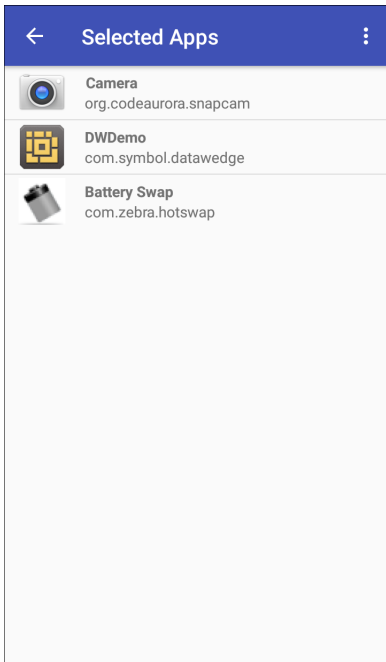 Selected Apps
Camera
org.codeaurora.snapcam
DWDemo
com.symbol.datawedge
Battery Swap
com.zebra.hotswap